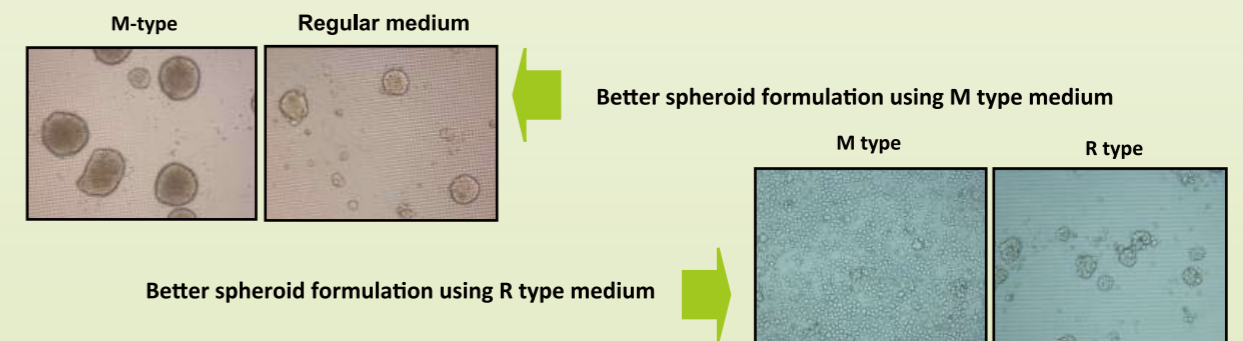 M-type
Regular medium
Better spheroid formulation using M type medium
M type
R type
Better spheroid formulation using R type medium